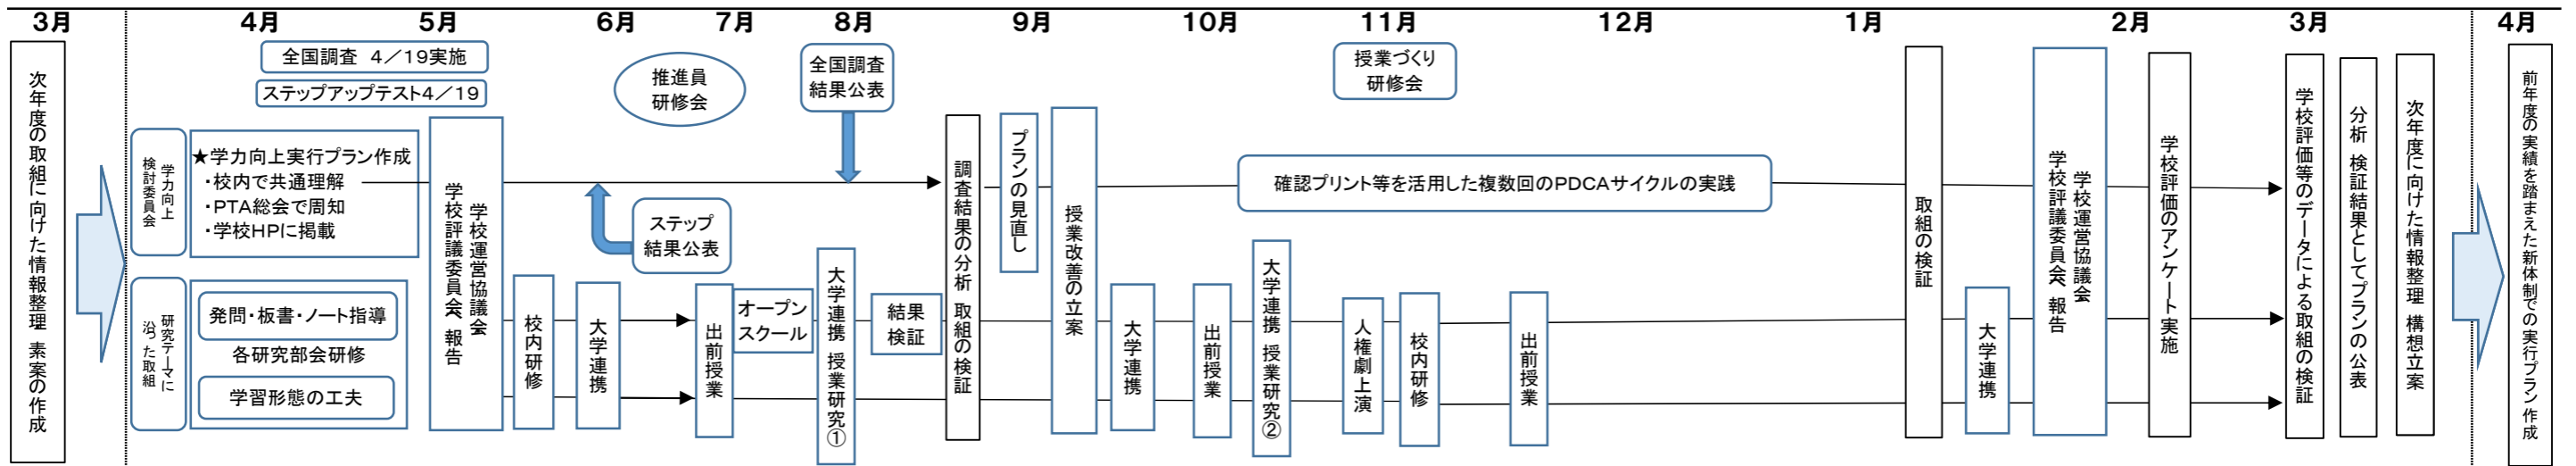 3月
4月
5月
6月
7月
8月
9月
10月
11月
12月
1月
2月
3月
4月
次年度の取組に向けた情報整理 素案の作成
全国調査 4／19実施
ステップアップテスト4／19
学力向上
検討委員会
★学力向上実行プラン作成
・校内で共通理解
・PTA総会で周知
・学校HPに掲載
研究テーマに
沿った取組
発問・板書・ノート指導
各研究部会研修
学習形態の工夫
学校運営協議会
学校評議委員会、報告
校内研修
大学連携
推進員
研修会
ステップ
結果公表
出前授業
オープン
スクール
全国調査
結果公表
大学連携 授業研究①
結果
検証
調査結果の分析 取組の検証
プランの見直し
授業改善の立案
大学連携
出前授業
大学連携 授業研究②
授業づくり
研修会
確認プリント等を活用した複数回のPDCAサイクルの実践
人権劇上演
校内研修
出前授業
取組の検証
大学連携
学校運営協議会
学校評議委員会、報告
学校評価のアンケート実施
学校評価等のデータによる取組の検証
分析 検証結果としてプランの公表
次年度に向けた情報整理 構想立案
前年度の実績を踏まえた新体制での実行プラン作成